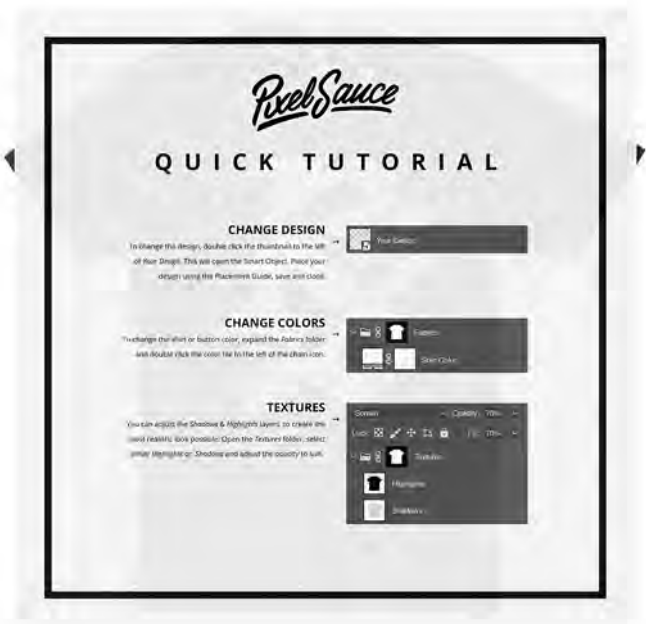 PixelSauce
QUICK TUTORIAL
CHANGE DESIGN
To change the design, double click the thumbnail to the left
of Your Design. This will open the Smart Object. Place your
design using the Placement Guide, save and close.
Your Design
CHANGE COLORS
To change the shirt or button color, expand the Fabrics folder
and double click the color tile to the left of the chain icon.
Fabrics
Shirt Color
TEXTURES
You can adjust the Shadows & Highlights layers, to create the
most realistic look possible. Open the Textures folder, select
either Highlights or Shadows and adjust the opacity to suit.
Screen
Opacity: 70%
Lock:
70%
Textures
Highlights
Shadows